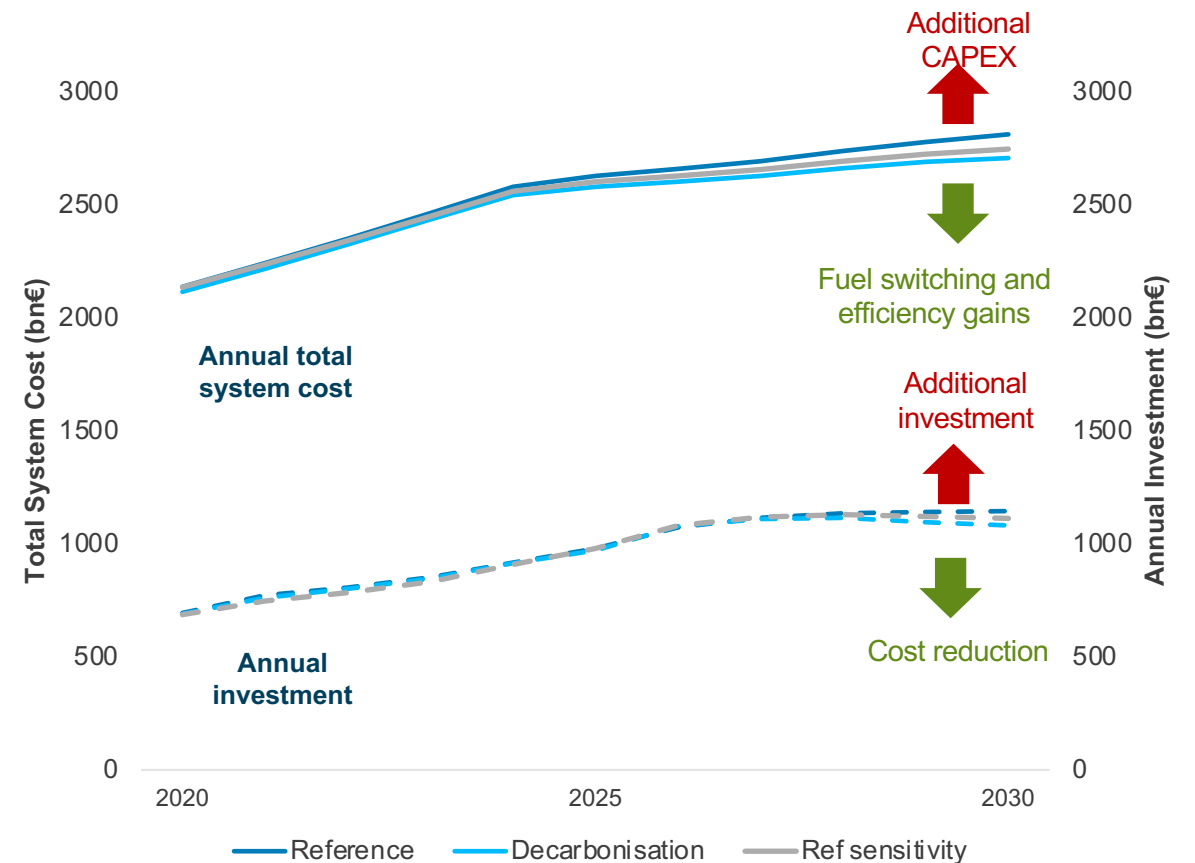 Additional
CAPEX
3000
3000
2500
2500
Fuel switching and
efficiency gains
2000
2000
Total System Cost (bn€)
Annual Investment (bn€)
Annual total
system cost
Additional
investment
1500
1500
1000
1000
Cost reduction
Annual
investment
500
500
0
0
2020
2025
2030
Reference
Decarbonisation
Ref sensitivity